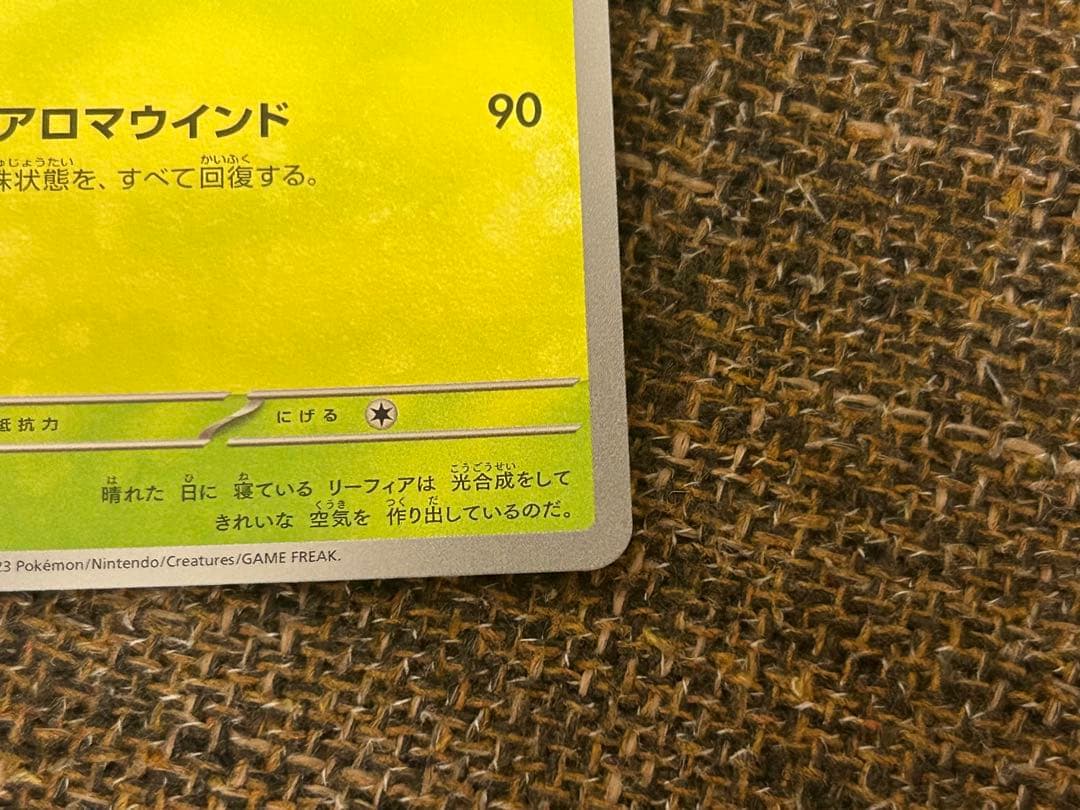 アロマウインド 90
状態を、すべて回復する。
じょうたい かいふく
抵抗力 にげる
は ひ ね こうごうせい
晴れた 日に 寝ている リーフィアは 光合成をして
くうき つく だ
きれいな 空気を 作り出しているのだ。
23 Pokémon/Nintendo/Creatures/GAME FREAK.